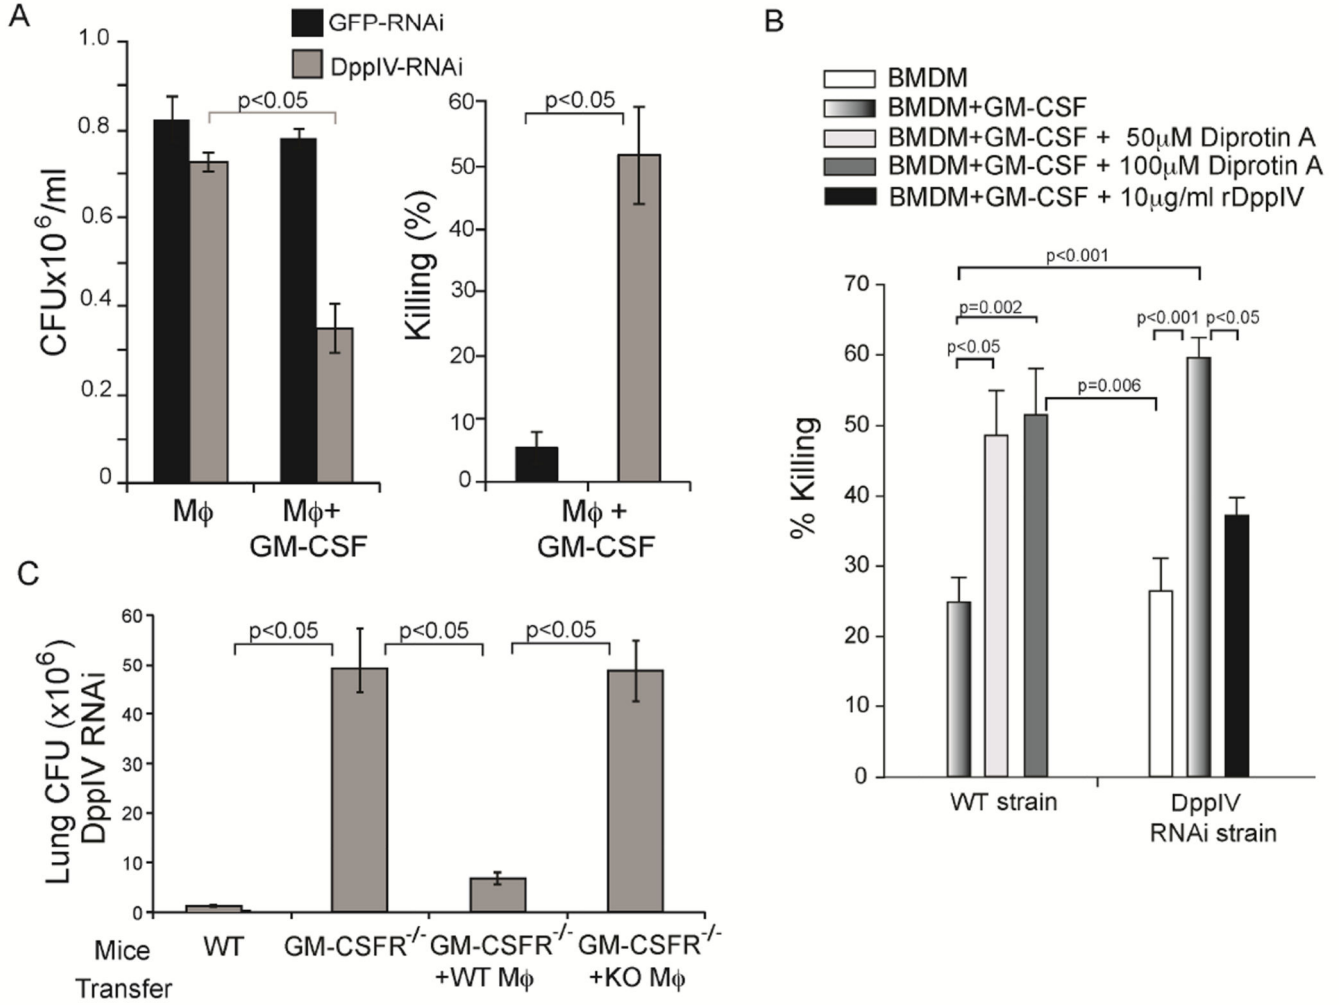 A
GFP-RNAi
DppIV-RNAi
CFUx10⁶/ml
1.0
0.8
0.6
0.4
0.2
0
p<0.05
Mϕ
Mϕ+
GM-CSF
Killing (%)
60
50
40
30
20
10
0
p<0.05
Mϕ +
GM-CSF
B
BMDM
BMDM+GM-CSF
BMDM+GM-CSF + 50μM Diprotin A
BMDM+GM-CSF + 100μM Diprotin A
BMDM+GM-CSF + 10μg/ml rDppIV
% Killing
70
60
50
40
30
20
10
0
p<0.001
p=0.002
p<0.05
p=0.006
p<0.001
p<0.05
WT strain
DppIV
RNAi strain
C
Lung CFU (x10⁶)
DppIV RNAi
60
50
40
30
20
10
0
p<0.05
p<0.05
p<0.05
Mice
Transfer
WT
GM-CSFR⁻/⁻
GM-CSFR⁻/⁻
+WT Mϕ
GM-CSFR⁻/⁻
+KO Mϕ